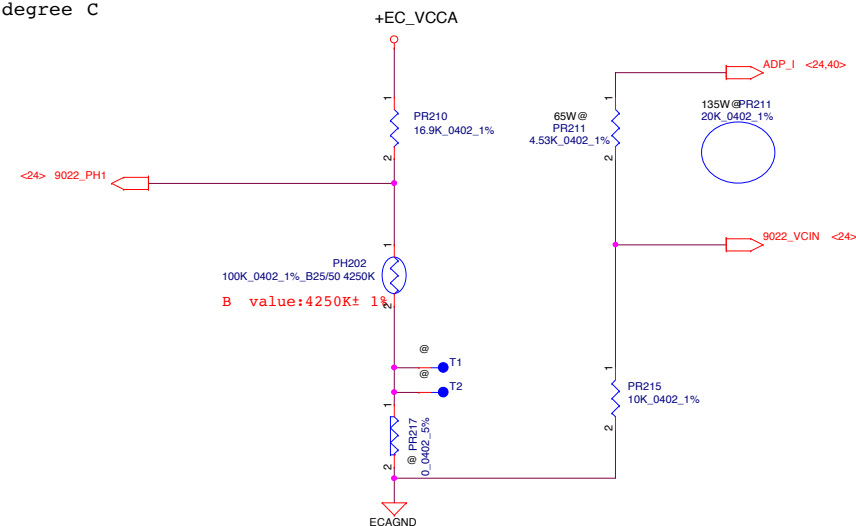 degree C
+EC_VCCA
ADP_I <24,40>
1
PR210
16.9K_0402_1%
2
1
65W@
PR211
4.53K_0402_1%
2
135W@PR211
20K_0402_1%
<24> 9022_PH1
9022_VCIN <24>
1
PH202
100K_0402_1%_B25/50 4250K
B value:4250K± 1%
2
@
T1
@
T2
1
@ PR217
0_0402_5%
2
1
PR215
10K_0402_1%
2
ECAGND